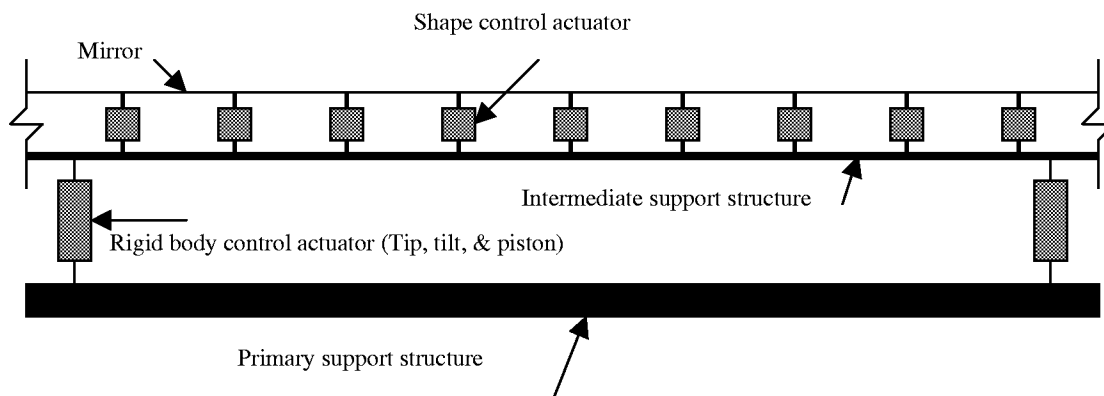 Shape control actuator
Mirror
Intermediate support structure
Rigid body control actuator (Tip, tilt, & piston)
Primary support structure